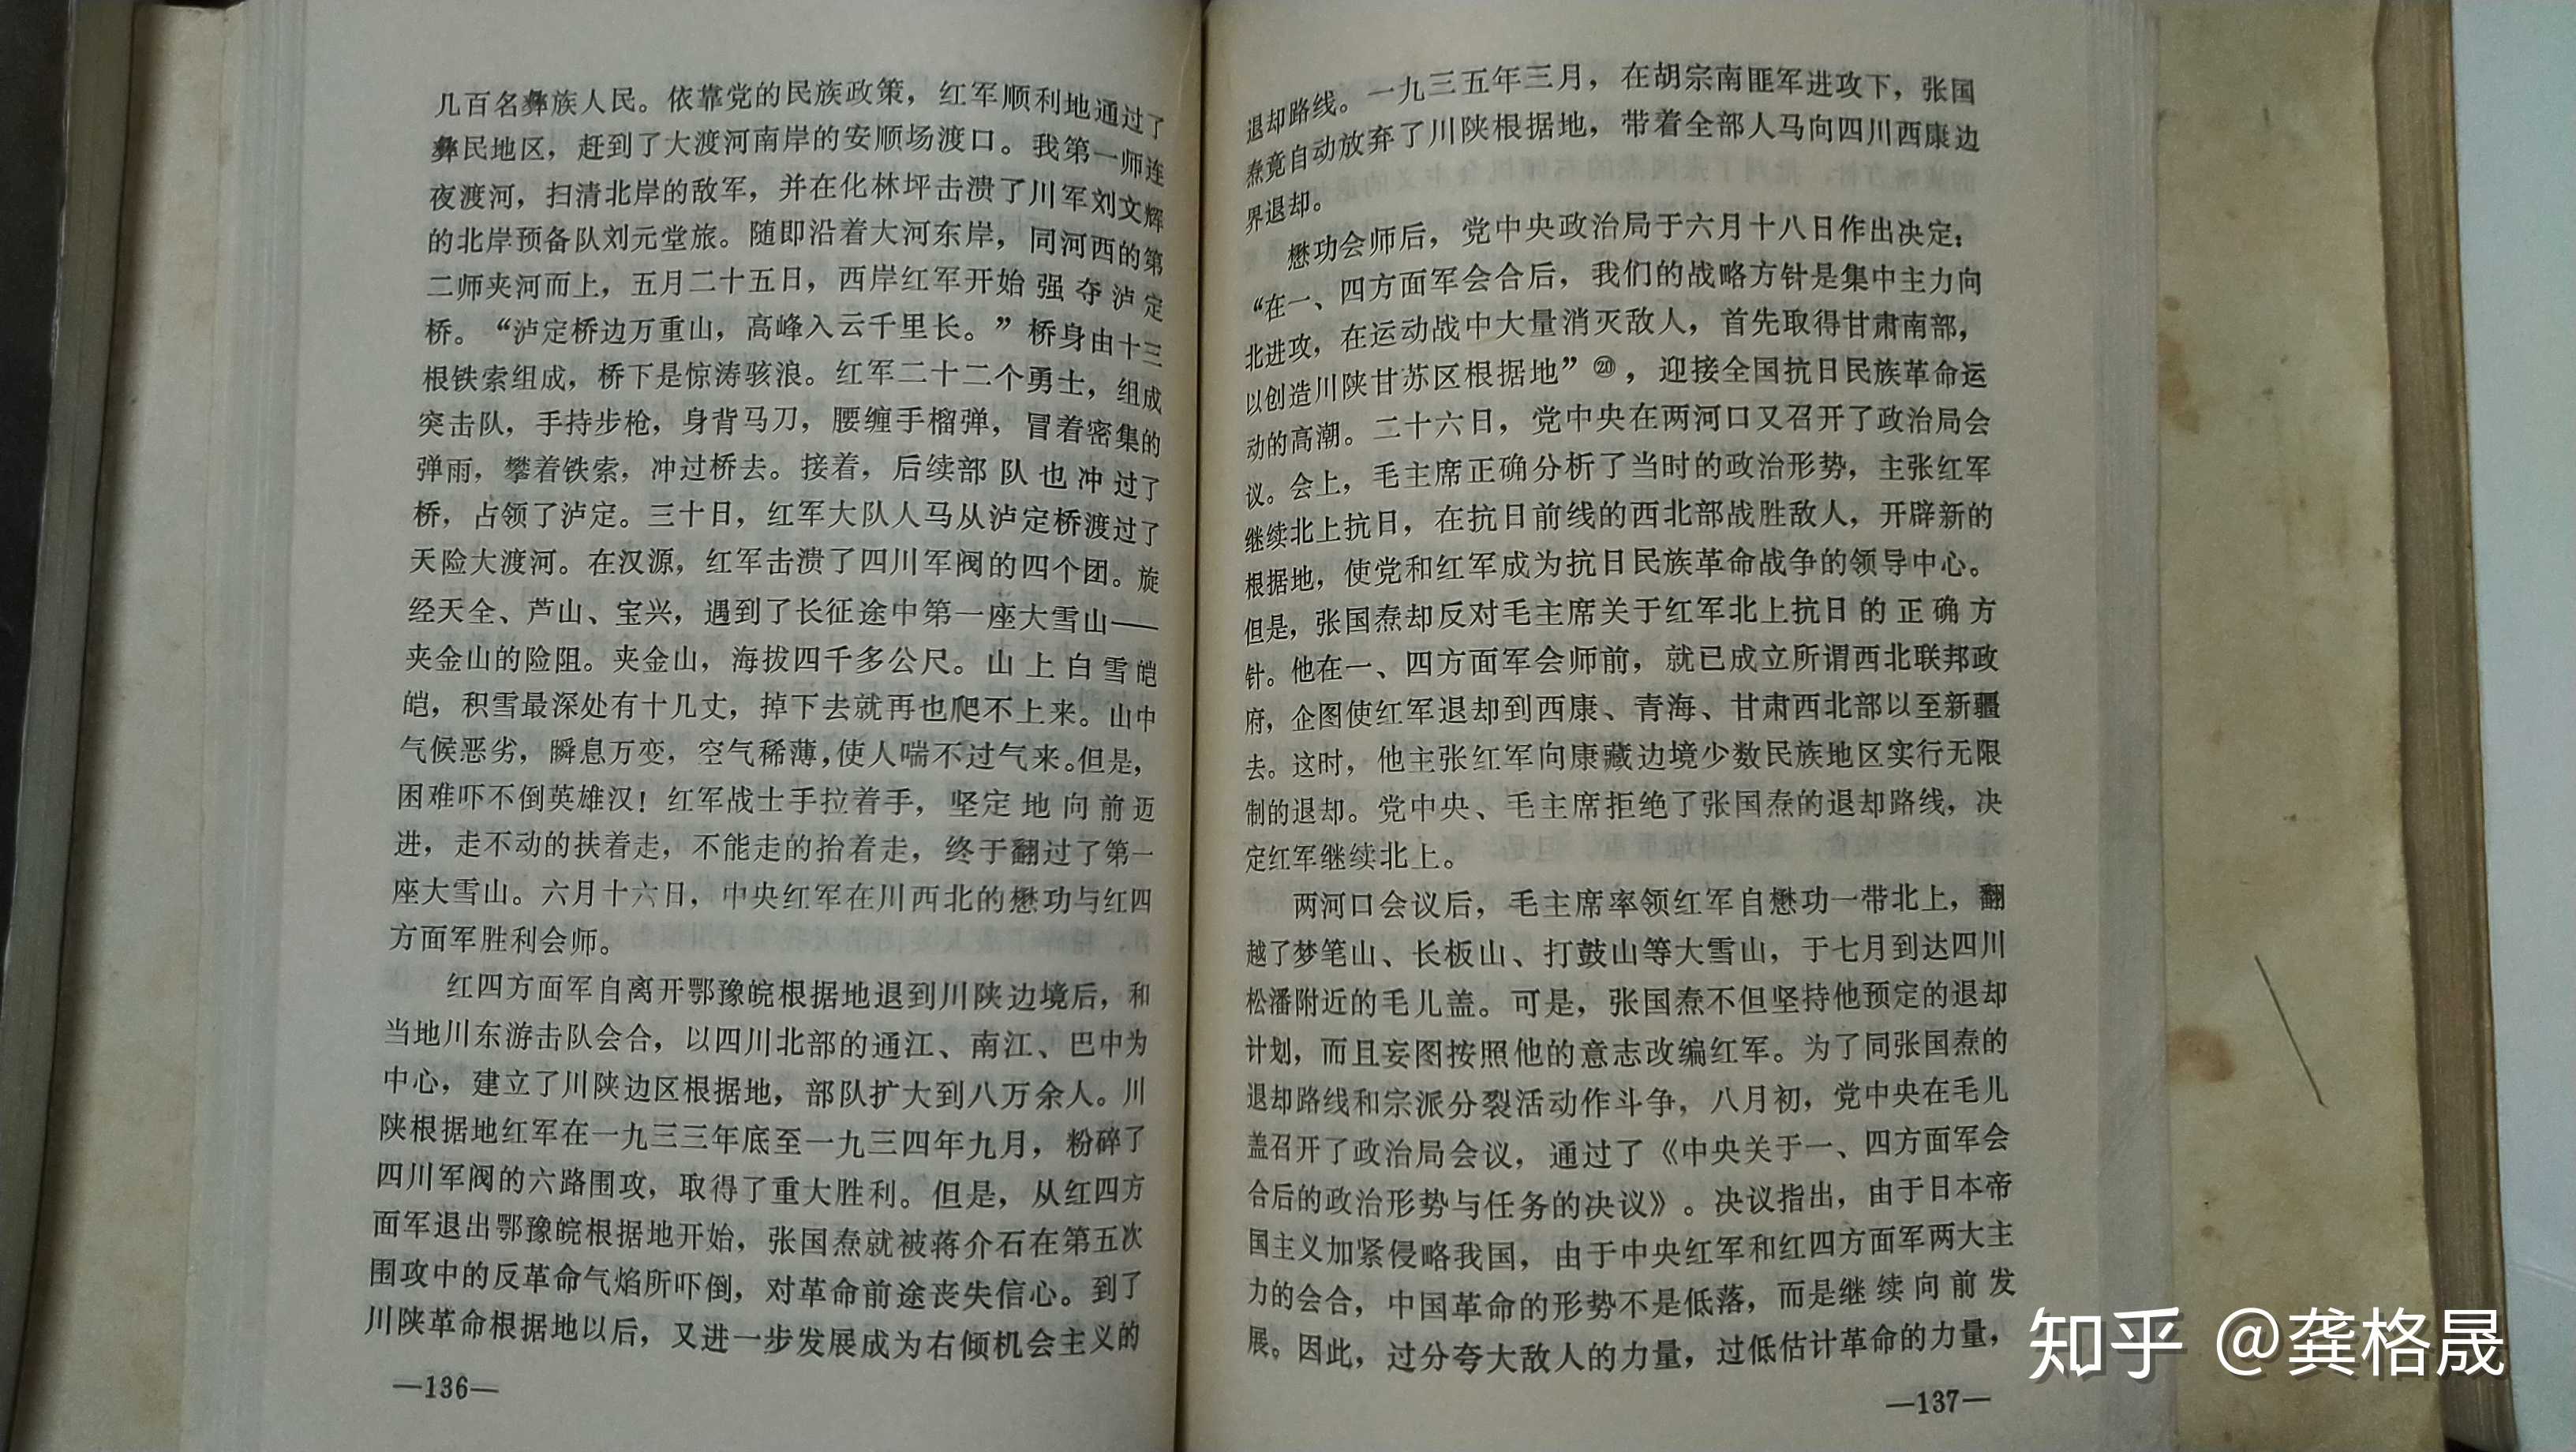 几百名彝族人民。依靠党的民族政策，红军顺利地通过了
彝民地区，赶到了大渡河南岸的安顺场渡口。我第一师连
夜渡河，扫清北岸的敌军，并在化林坪击溃了川军刘文辉
的北岸预备队刘元堂旅。随即沿着大河东岸，同河西的第
二师夹河而上，五月二十五日，西岸红军开始强夺泸定
桥。“泸定桥边万重山，高峰入云千里长。”桥身由十三
根铁索组成，桥下是惊涛骇浪。红军二十二个勇士，组成
突击队，手持步枪，身背马刀，腰缠手榴弹，冒着密集的
弹雨，攀着铁索，冲过桥去。接着，后续部队也冲过了
桥，占领了泸定。三十日，红军大队人马从泸定桥渡过了
天险大渡河。在汉源，红军击溃了四川军阀的四个团。旋
经天全、芦山、宝兴，遇到了长征途中第一座大雪山——
夹金山的险阻。夹金山，海拔四千多公尺。山上白雪皑
皑，积雪最深处有十几丈，掉下去就再也爬不上来。山中
气候恶劣，瞬息万变，空气稀薄，使人喘不过气来。但是，
困难吓不倒英雄汉！红军战士手拉着手，坚定地向前迈
进，走不动的扶着走，不能走的抬着走，终于翻过了第一
座大雪山。六月十六日，中央红军在川西北的懋功与红四
方面军胜利会师。
红四方面军自离开鄂豫皖根据地退到川陕边境后，和
当地川东游击队会合，以四川北部的通江、南江、巴中为
中心，建立了川陕边区根据地，部队扩大到八万余人。川
陕根据地红军在一九三三年底至一九三四年九月，粉碎了
四川军阀的六路围攻，取得了重大胜利。但是，从红四方
面军退出鄂豫皖根据地开始，张国焘就被蒋介石在第五次
围攻中的反革命气焰所吓倒，对革命前途丧失信心。到了
川陕革命根据地以后，又进一步发展成为右倾机会主义的
—136—
退却路线。一九三五年三月，在胡宗南匪军进攻下，张国
焘竟自动放弃了川陕根据地，带着全部人马向四川西康边
界退却。
懋功会师后，党中央政治局于六月十八日作出决定：
“在一、四方面军会合后，我们的战略方针是集中主力向
北进攻，在运动战中大量消灭敌人，首先取得甘肃南部，
以创造川陕甘苏区根据地”⑳，迎接全国抗日民族革命运
动的高潮。二十六日，党中央在两河口又召开了政治局会
议。会上，毛主席正确分析了当时的政治形势，主张红军
继续北上抗日，在抗日前线的西北部战胜敌人，开辟新的
根据地，使党和红军成为抗日民族革命战争的领导中心。
但是，张国焘却反对毛主席关于红军北上抗日的正确方
针。他在一、四方面军会师前，就已成立所谓西北联邦政
府，企图使红军退却到西康、青海、甘肃西北部以至新疆
去。这时，他主张红军向康藏边境少数民族地区实行无限
制的退却。党中央、毛主席拒绝了张国焘的退却路线，决
定红军继续北上。
两河口会议后，毛主席率领红军自懋功一带北上，翻
越了梦笔山、长板山、打鼓山等大雪山，于七月到达四川
松潘附近的毛儿盖。可是，张国焘不但坚持他预定的退却
计划，而且妄图按照他的意志改编红军。为了同张国焘的
退却路线和宗派分裂活动作斗争，八月初，党中央在毛儿
盖召开了政治局会议，通过了《中央关于一、四方面军会
合后的政治形势与任务的决议》。决议指出，由于日本帝
国主义加紧侵略我国，由于中央红军和红四方面军两大主
力的会合，中国革命的形势不是低落，而是继续向前发
展。因此，过分夸大敌人的力量，过低估计革命的力量，
—137—
知乎 @龚格晟